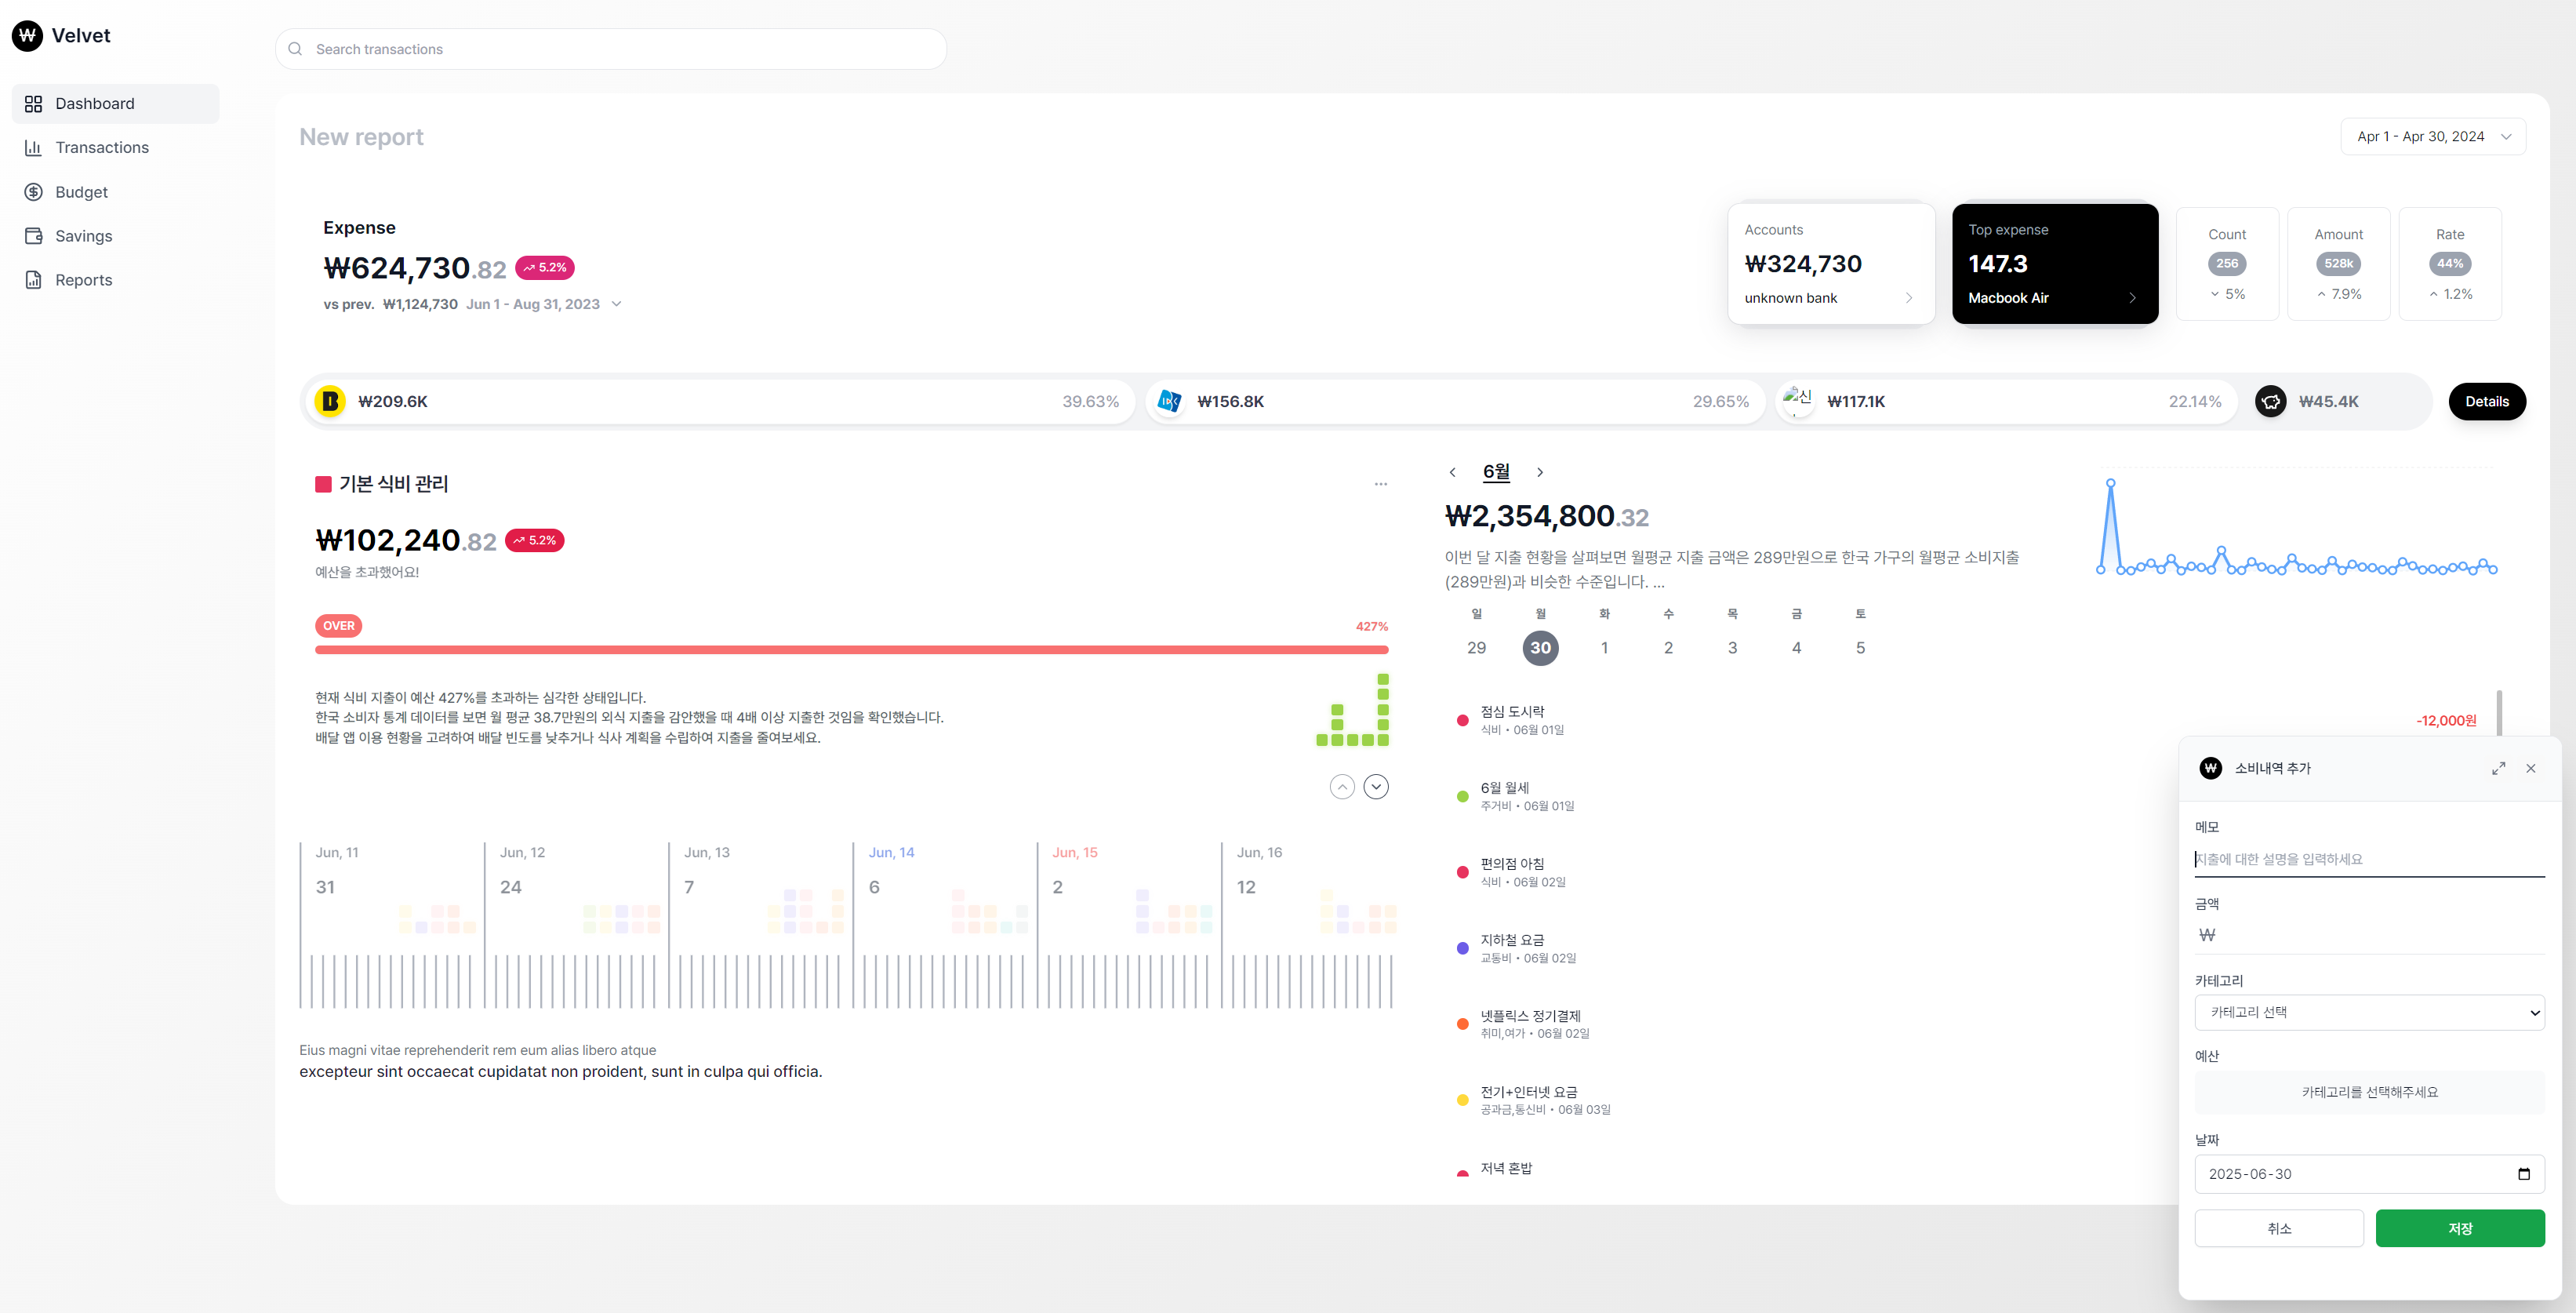 Velvet
Dashboard
Transactions
Budget
Savings
Reports
Search transactions
New report
Apr 1 - Apr 30, 2024
Expense
₩624,730.82 5.2%
vs prev. ₩1,124,730 Jun 1 - Aug 31, 2023
Accounts
₩324,730
unknown bank
Top expense
147.3
Macbook Air
Count
256
5%
Amount
528k
7.9%
Rate
44%
1.2%
₩209.6K 39.63%
₩156.8K 29.65%
신 ₩117.1K 22.14%
₩45.4K
Details
기본 식비 관리
₩102,240.82 5.2%
예산을 초과했어요!
OVER 427%
현재 식비 지출이 예산 427%를 초과하는 심각한 상태입니다.
한국 소비자 통계 데이터를 보면 월 평균 38.7만원의 외식 지출을 감안했을 때 4배 이상 지출한 것임을 확인했습니다.
배달 앱 이용 현황을 고려하여 배달 빈도를 낮추거나 식사 계획을 수립하여 지출을 줄여보세요.
Jun, 11
31
Jun, 12
24
Jun, 13
7
Jun, 14
6
Jun, 15
2
Jun, 16
12
Eius magni vitae reprehenderit rem eum alias libero atque
excepteur sint occaecat cupidatat non proident, sunt in culpa qui officia.
6월
₩2,354,800.32
이번 달 지출 현황을 살펴보면 월평균 지출 금액은 289만원으로 한국 가구의 월평균 소비지출
(289만원)과 비슷한 수준입니다. ...
일 월 화 수 목 금 토
29 30 1 2 3 4 5
점심 도시락
식비 • 06월 01일
-12,000원
6월 월세
주거비 • 06월 01일
편의점 아침
식비 • 06월 02일
지하철 요금
교통비 • 06월 02일
넷플릭스 정기결제
취미,여가 • 06월 02일
전기+인터넷 요금
공과금,통신비 • 06월 03일
저녁 혼밥
소비내역 추가
메모
지출에 대한 설명을 입력하세요
금액
₩
카테고리
카테고리 선택
예산
카테고리를 선택해주세요
날짜
2025-06-30
취소
저장